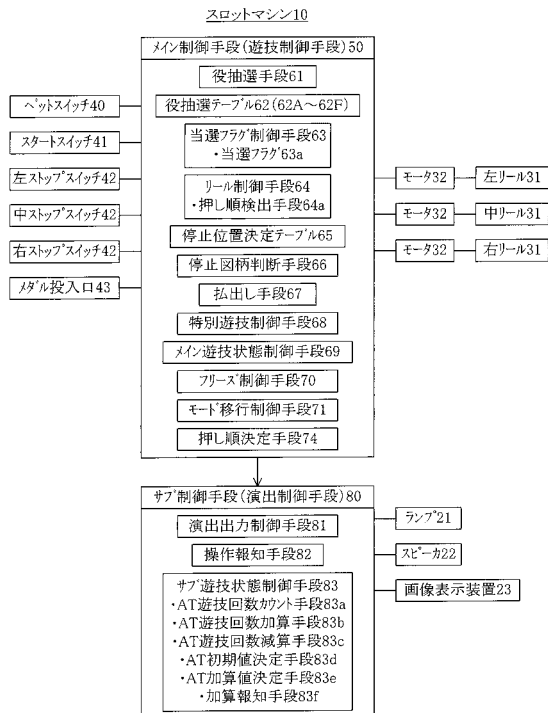 スロットマシン10
メイン制御手段(遊技制御手段)50
役抽選手段61
役抽選テーブル62(62A～62F)
当選フラグ制御手段63
・当選フラグ63a
リール制御手段64
・押し順検出手段64a
停止位置決定テーブル65
停止図柄判断手段66
払出し手段67
特別遊技制御手段68
メイン遊技状態制御手段69
フリーズ制御手段70
モード移行制御手段71
押し順決定手段74
ベットスイッチ40
スタートスイッチ41
左ストップスイッチ42
中ストップスイッチ42
右ストップスイッチ42
メダル投入口43
モータ32
左リール31
モータ32
中リール31
モータ32
右リール31
サブ制御手段(演出制御手段)80
演出出力制御手段81
操作報知手段82
サブ遊技状態制御手段83
・AT遊技回数カウント手段83a
・AT遊技回数加算手段83b
・AT遊技回数減算手段83c
・AT初期値決定手段83d
・AT加算値決定手段83e
・加算報知手段83f
ランプ21
スピーカ22
画像表示装置23